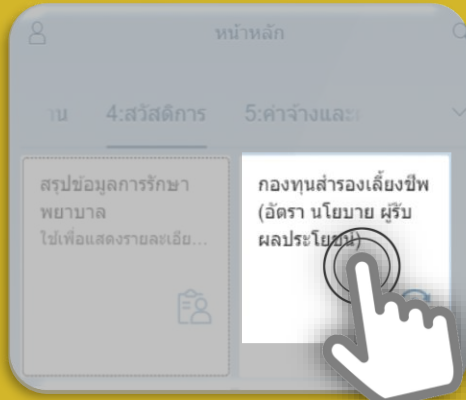 หน้าหลัก
4:สวัสดิการ
5:ค่าจ้างและ
สรุปข้อมูลการรักษา
พยาบาล
ใช้เพื่อแสดงรายละเอีย...
กองทุนสำรองเลี้ยงชีพ
(อัตรา นโยบาย ผู้รับ
ผลประโยชน์)